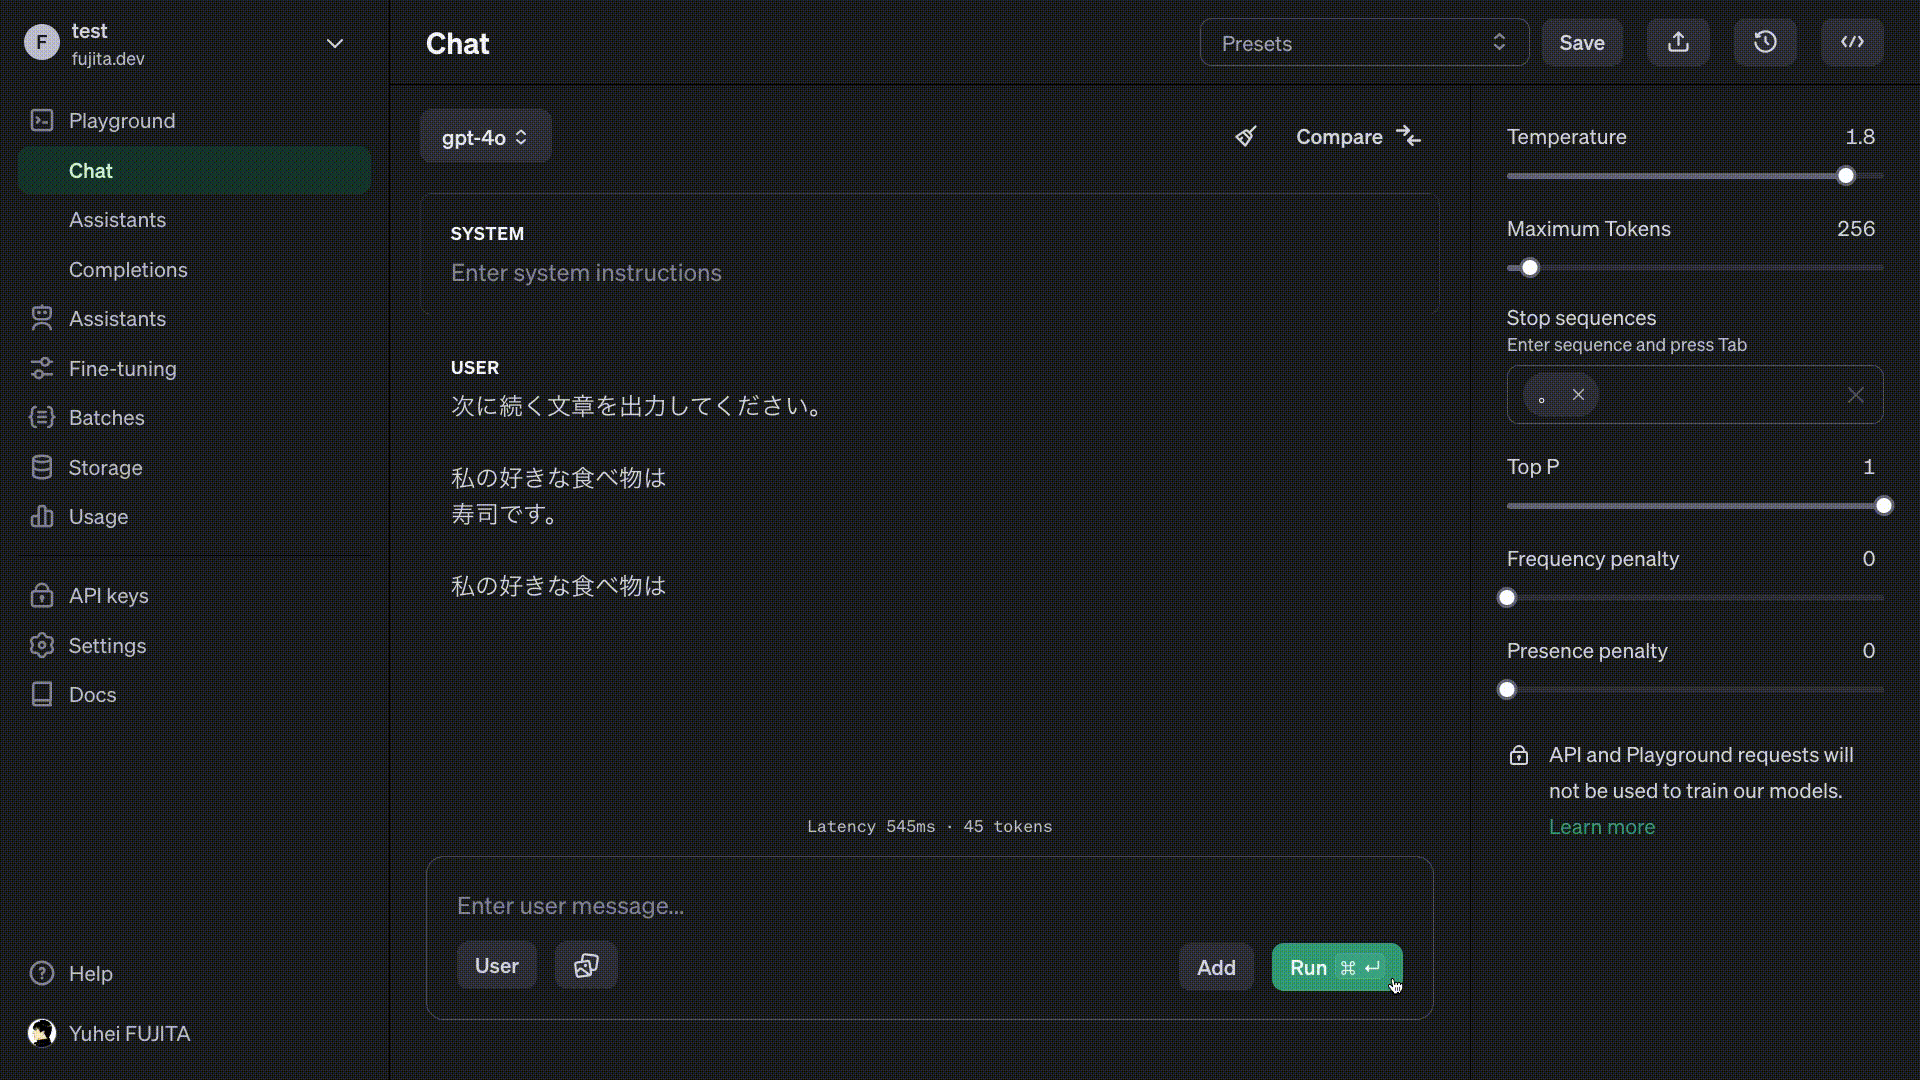 F
test
fujita.dev
Playground
Chat
Assistants
Completions
Assistants
Fine-tuning
Batches
Storage
Usage
API keys
Settings
Docs
Help
Yuhei FUJITA
Chat
Presets
Save
gpt-4o
Compare
SYSTEM
Enter system instructions
USER
次に続く文章を出力してください。
私の好きな食べ物は
寿司です。
私の好きな食べ物は
Latency 545ms · 45 tokens
Enter user message...
User
Add
Run ⌘ ↵
Temperature 1.8
Maximum Tokens 256
Stop sequences
Enter sequence and press Tab
。
Top P 1
Frequency penalty 0
Presence penalty 0
API and Playground requests will
not be used to train our models.
Learn more